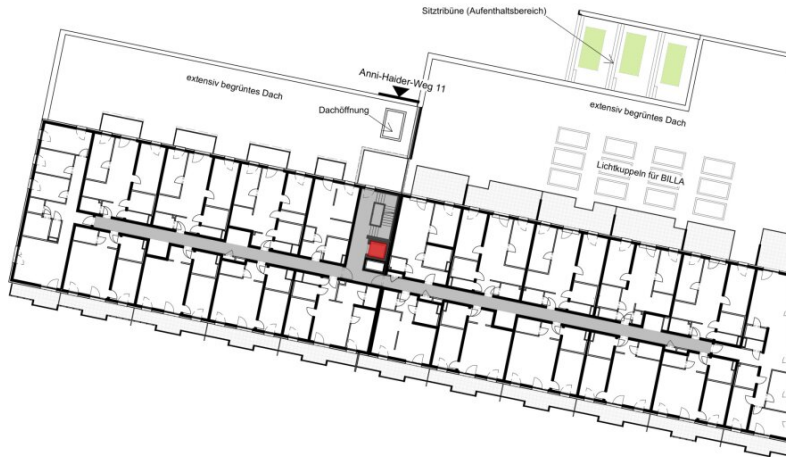 Sitztribüne (Aufenthaltsbereich)
extensiv begrüntes Dach
Anni-Haider-Weg 11
Dachöffnung
extensiv begrüntes Dach
Lichtkuppeln für BILLA